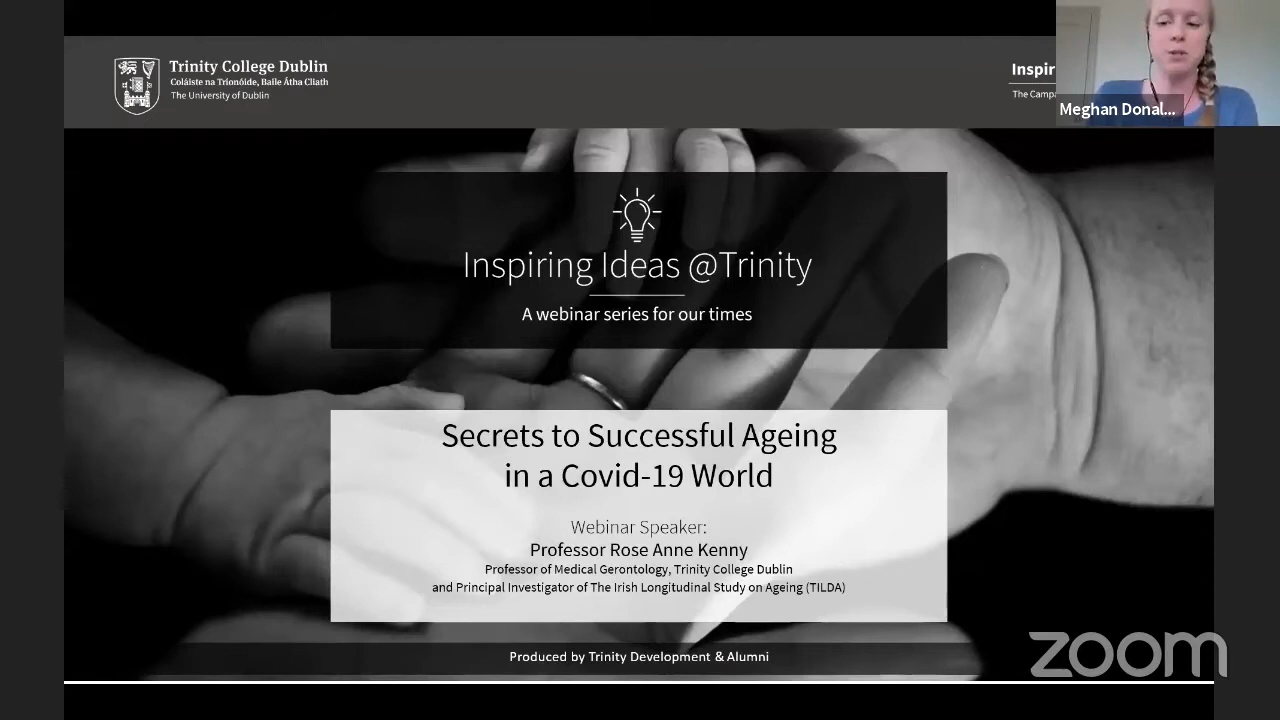 Trinity College Dublin
Coláiste na Tríonóide, Baile Átha Cliath
The University of Dublin
Inspir
The Campa
Meghan Donal...
Inspiring Ideas @Trinity
A webinar series for our times
Secrets to Successful Ageing
in a Covid-19 World
Webinar Speaker:
Professor Rose Anne Kenny
Professor of Medical Gerontology, Trinity College Dublin
and Principal Investigator of The Irish Longitudinal Study on Ageing (TILDA)
Produced by Trinity Development & Alumni
zoom